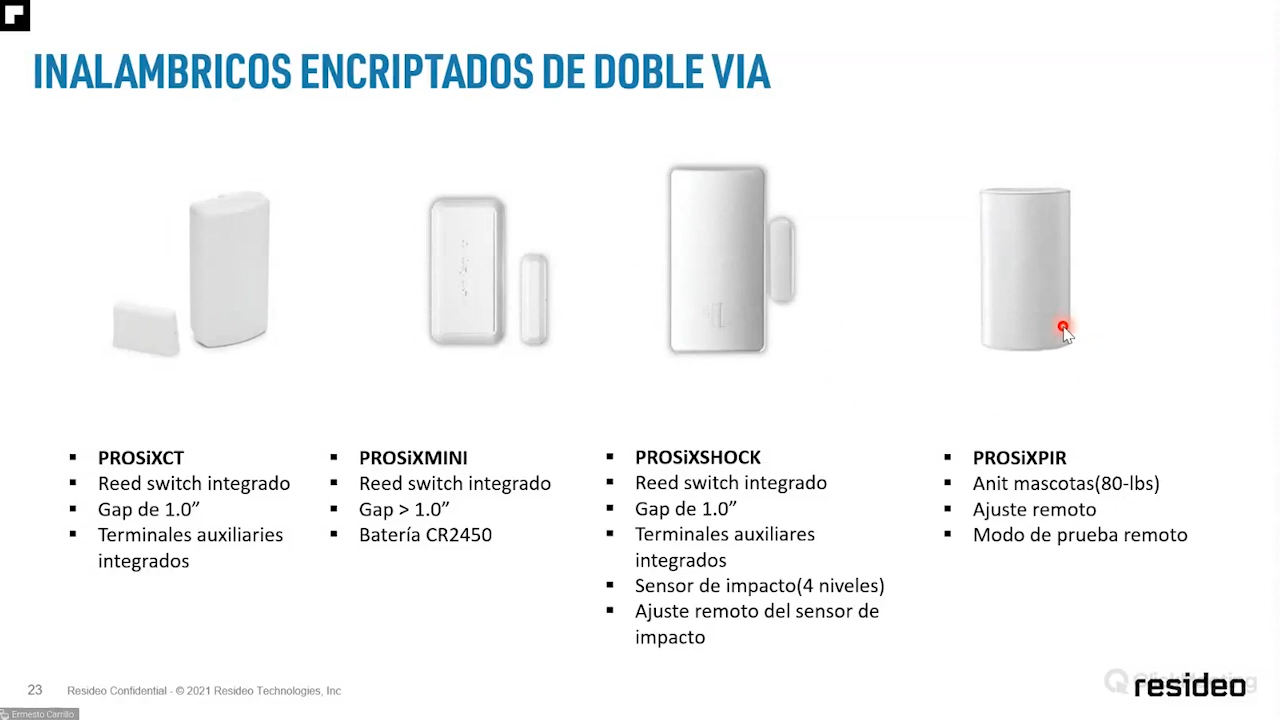 INALAMBRICOS ENCRIPTADOS DE DOBLE VIA
▪ PROSiXCT
▪ Reed switch integrado
▪ Gap de 1.0”
▪ Terminales auxiliaries
integrados
▪ PROSiXMINI
▪ Reed switch integrado
▪ Gap > 1.0”
▪ Batería CR2450
▪ PROSiXSHOCK
▪ Reed switch integrado
▪ Gap de 1.0”
▪ Terminales auxiliares
integrados
▪ Sensor de impacto(4 niveles)
▪ Ajuste remoto del sensor de
impacto
▪ PROSiXPIR
▪ Anit mascotas(80-lbs)
▪ Ajuste remoto
▪ Modo de prueba remoto
23 Resideo Confidential - © 2021 Resideo Technologies, Inc
resideo
Ermesto Carrillo